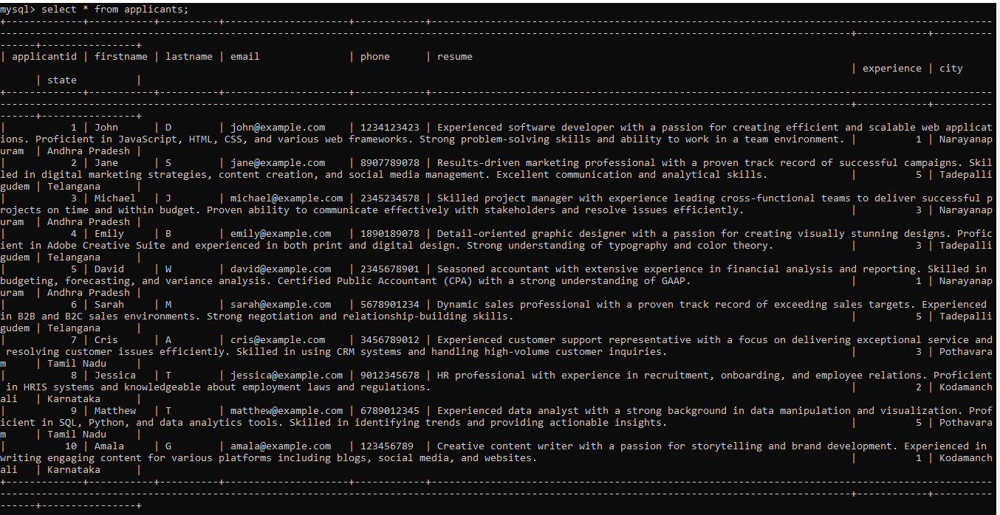 mysql> select * from applicants;
+-------------+-----------+----------+---------------------+------------+-----------------------------------------------------------------------------------------------
------------------------------------------------------------------------------------------------------------------------------------------------+------------+----------
------+----------------+
| applicantid | firstname | lastname | email               | phone      | resume
                                                                                                                                                | experience | city
      | state          |
+-------------+-----------+----------+---------------------+------------+-----------------------------------------------------------------------------------------------
------------------------------------------------------------------------------------------------------------------------------------------------+------------+----------
------+----------------+
|           1 | John      | D        | john@example.com    | 1234123423 | Experienced software developer with a passion for creating efficient and scalable web applicat
ions. Proficient in JavaScript, HTML, CSS, and various web frameworks. Strong problem-solving skills and ability to work in a team environment. |          1 | Narayanap
uram  | Andhra Pradesh |
|           2 | Jane      | S        | jane@example.com    | 8907789078 | Results-driven marketing professional with a proven track record of successful campaigns. Skil
led in digital marketing strategies, content creation, and social media management. Excellent communication and analytical skills.              |          5 | Tadepalli
gudem | Telangana      |
|           3 | Michael   | J        | michael@example.com | 2345234578 | Skilled project manager with experience leading cross-functional teams to deliver successful p
rojects on time and within budget. Proven ability to communicate effectively with stakeholders and resolve issues efficiently.                  |          3 | Narayanap
uram  | Andhra Pradesh |
|           4 | Emily     | B        | emily@example.com   | 1890189078 | Detail-oriented graphic designer with a passion for creating visually stunning designs. Profic
ient in Adobe Creative Suite and experienced in both print and digital design. Strong understanding of typography and color theory.             |          3 | Tadepalli
gudem | Telangana      |
|           5 | David     | W        | david@example.com   | 2345678901 | Seasoned accountant with extensive experience in financial analysis and reporting. Skilled in
budgeting, forecasting, and variance analysis. Certified Public Accountant (CPA) with a strong understanding of GAAP.                           |          1 | Narayanap
uram  | Andhra Pradesh |
|           6 | Sarah     | M        | sarah@example.com   | 5678901234 | Dynamic sales professional with a proven track record of exceeding sales targets. Experienced
in B2B and B2C sales environments. Strong negotiation and relationship-building skills.                                                         |          5 | Tadepalli
gudem | Telangana      |
|           7 | Cris      | A        | cris@example.com    | 3456789012 | Experienced customer support representative with a focus on delivering exceptional service and
 resolving customer issues efficiently. Skilled in using CRM systems and handling high-volume customer inquiries.                               |          3 | Pothavara
m     | Tamil Nadu     |
|           8 | Jessica   | T        | jessica@example.com | 9012345678 | HR professional with experience in recruitment, onboarding, and employee relations. Proficient
 in HRIS systems and knowledgeable about employment laws and regulations.                                                                       |          2 | Kodamanch
ali   | Karnataka      |
|           9 | Matthew   | T        | matthew@example.com | 6789012345 | Experienced data analyst with a strong background in data manipulation and visualization. Prof
icient in SQL, Python, and data analytics tools. Skilled in identifying trends and providing actionable insights.                               |          5 | Pothavara
m     | Tamil Nadu     |
|          10 | Amala     | G        | amala@example.com   | 123456789  | Creative content writer with a passion for storytelling and brand development. Experienced in
writing engaging content for various platforms including blogs, social media, and websites.                                                     |          1 | Kodamanch
ali   | Karnataka      |
+-------------+-----------+----------+---------------------+------------+-----------------------------------------------------------------------------------------------
------------------------------------------------------------------------------------------------------------------------------------------------+------------+----------
------+----------------+